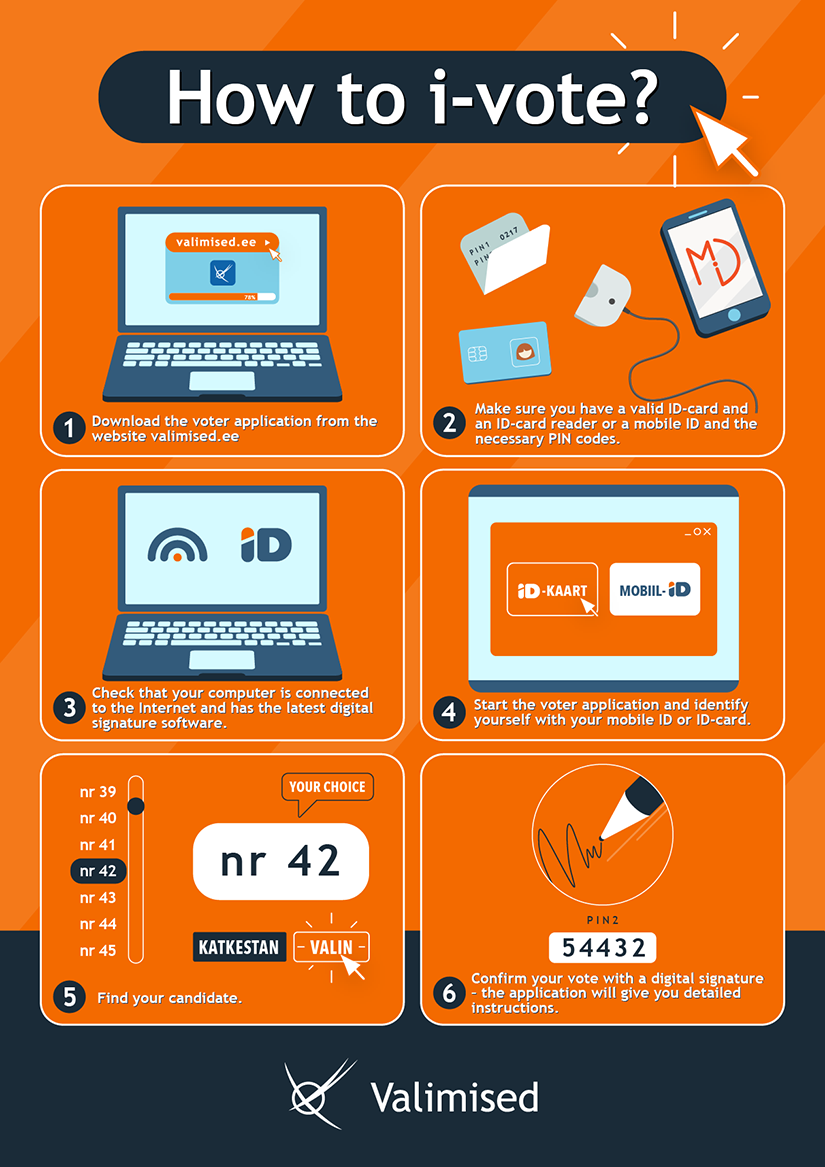 How to i-vote?
valimised.ee
78%
1
Download the voter application from the
website valimised.ee
PIN1 0217
MiD
2
Make sure you have a valid ID-card and
an ID-card reader or a mobile ID and the
necessary PIN codes.
iD
3
Check that your computer is connected
to the Internet and has the latest digital
signature software.
iD-KAART
MOBIIL-iD
4
Start the voter application and identify
yourself with your mobile ID or ID-card.
nr 39
nr 40
nr 41
nr 42
nr 43
nr 44
nr 45
YOUR CHOICE
nr 42
KATKESTAN
VALIN
5
Find your candidate.
PIN2
54432
6
Confirm your vote with a digital signature
– the application will give you detailed
instructions.
Valimised